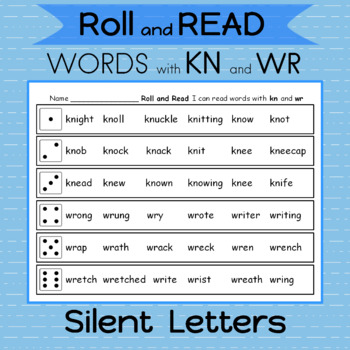 Roll and READ
WORDS with KN and WR
Name ____________________ Roll and Read I can read words with kn and wr
knight knoll knuckle knitting know knot
knob knock knack knit knee kneecap
knead knew known knowing knee knife
wrong wrung wry wrote writer writing
wrap wrath wrack wreck wren wrench
wretch wretched write wrist wreath wring
Silent Letters